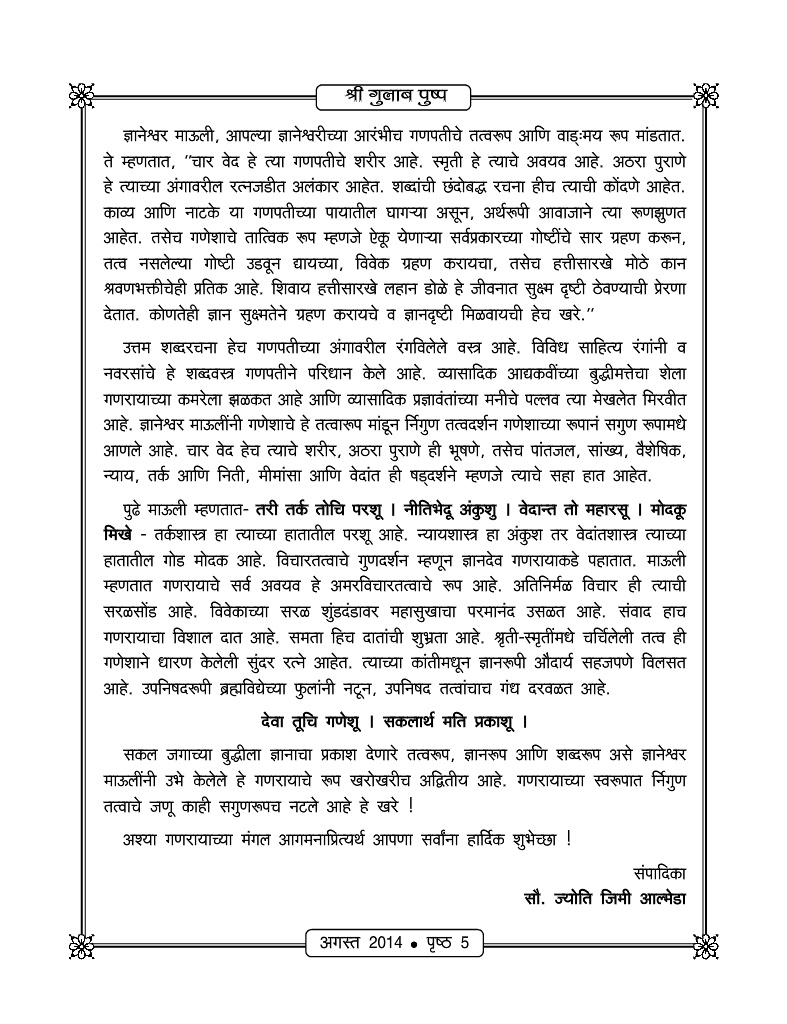 श्री गुलाब पुष्प
ज्ञानेश्वर माऊली, आपल्या ज्ञानेश्वरीच्या आरंभीच गणपतीचे तत्वरूप आणि वाङ्‌:मय रूप मांडतात.
ते म्हणतात, ”चार वेद हे त्या गणपतीचे शरीर आहे. स्मृती हे त्याचे अवयव आहे. अठरा पुराणे
हे त्याच्या अंगावरील रत्नजडीत अलंकार आहेत. शब्दांची छंदोबद्ध रचना हीच त्याची कोंदणे आहेत.
काव्य आणि नाटके या गणपतीच्या पायातील घागऱ्या असून, अर्थरूपी आवाजाने त्या रूणझुणत
आहेत. तसेच गणेशाचे तात्विक रूप म्हणजे ऐकू येणाऱ्या सर्वप्रकारच्या गोष्टींचे सार ग्रहण करून,
तत्व नसलेल्या गोष्टी उडवून द्यायच्या, विवेक ग्रहण करायचा, तसेच हत्तीसारखे मोठे कान
श्रवणभक्तीचेही प्रतिक आहे. शिवाय हत्तीसारखे लहान डोळे हे जीवनात सुक्ष्म दृष्टी ठेवण्याची प्रेरणा
देतात. कोणतेही ज्ञान सुक्ष्मतेने ग्रहण करायचे व ज्ञानदृष्टी मिळवायची हेच खरे.”
उत्तम शब्दरचना हेच गणपतीच्या अंगावरील रंगविलेले वस्त्र आहे. विविध साहित्य रंगांनी व
नवरसांचे हे शब्दवस्त्र गणपतीने परिधान केले आहे. व्यासादिक आद्यकवींच्या बुद्धीमत्तेचा शेला
गणरायाच्या कमरेला झळकत आहे आणि व्यासादिक प्रज्ञावंतांच्या मनीचे पल्लव त्या मेखलेत मिरवीत
आहे. ज्ञानेश्वर माऊलींनी गणेशाचे हे तत्वारूप मांडून र्निगुण तत्वदर्शन गणेशाच्या रूपानं सगुण रूपामधे
आणले आहे. चार वेद हेच त्याचे शरीर, अठरा पुराणे ही भूषणे, तसेच पांतजल, सांख्य, वैशेषिक,
न्याय, तर्क आणि निती, मीमांसा आणि वेदांत ही षड्‌दर्शने म्हणजे त्याचे सहा हात आहेत.
पुढे माऊली म्हणतात- तरी तर्क तोचि परशू । नीतिभेदू अंकुशु । वेदान्त तो महारसू । मोदकू
मिखे - तर्कशास्त्र हा त्याच्या हातातील परशू आहे. न्यायशास्त्र हा अंकुश तर वेदांतशास्त्र त्याच्या
हातातील गोड मोदक आहे. विचारतत्वाचे गुणदर्शन म्हणून ज्ञानदेव गणरायाकडे पहातात. माऊली
म्हणतात गणरायाचे सर्व अवयव हे अमरविचारतत्वाचे रूप आहे. अतिनिर्मळ विचार ही त्याची
सरळसोंड आहे. विवेकाच्या सरळ शुंडदंडावर महासुखाचा परमानंद उसळत आहे. संवाद हाच
गणरायाचा विशाल दात आहे. समता हिच दातांची शुभ्रता आहे. श्रृती-स्मृतींमधे चर्चिलेली तत्व ही
गणेशाने धारण केलेली सुंदर रत्ने आहेत. त्याच्या कांतीमधून ज्ञानरूपी औदार्य सहजपणे विलसत
आहे. उपनिषदरूपी ब्रह्मविद्येच्या फुलांनी नटून, उपनिषद तत्वांचाच गंध दरवळत आहे.
देवा तूचि गणेशू । सकलार्थ मति प्रकाशू ।
सकल जगाच्या बुद्धीला ज्ञानाचा प्रकाश देणारे तत्वरूप, ज्ञानरूप आणि शब्दरूप असे ज्ञानेश्वर
माऊलींनी उभे केलेले हे गणरायाचे रूप खरोखरीच अद्वितीय आहे. गणरायाच्या स्वरूपात र्निगुण
तत्वाचे जणू काही सगुणरूपच नटले आहे हे खरे !
अश्या गणरायाच्या मंगल आगमनाप्रित्यर्थ आपणा सर्वांना हार्दिक शुभेच्छा !
संपादिका
सौ. ज्योति जिमी आल्मेडा
अगस्त 2014 ● पृष्ठ 5